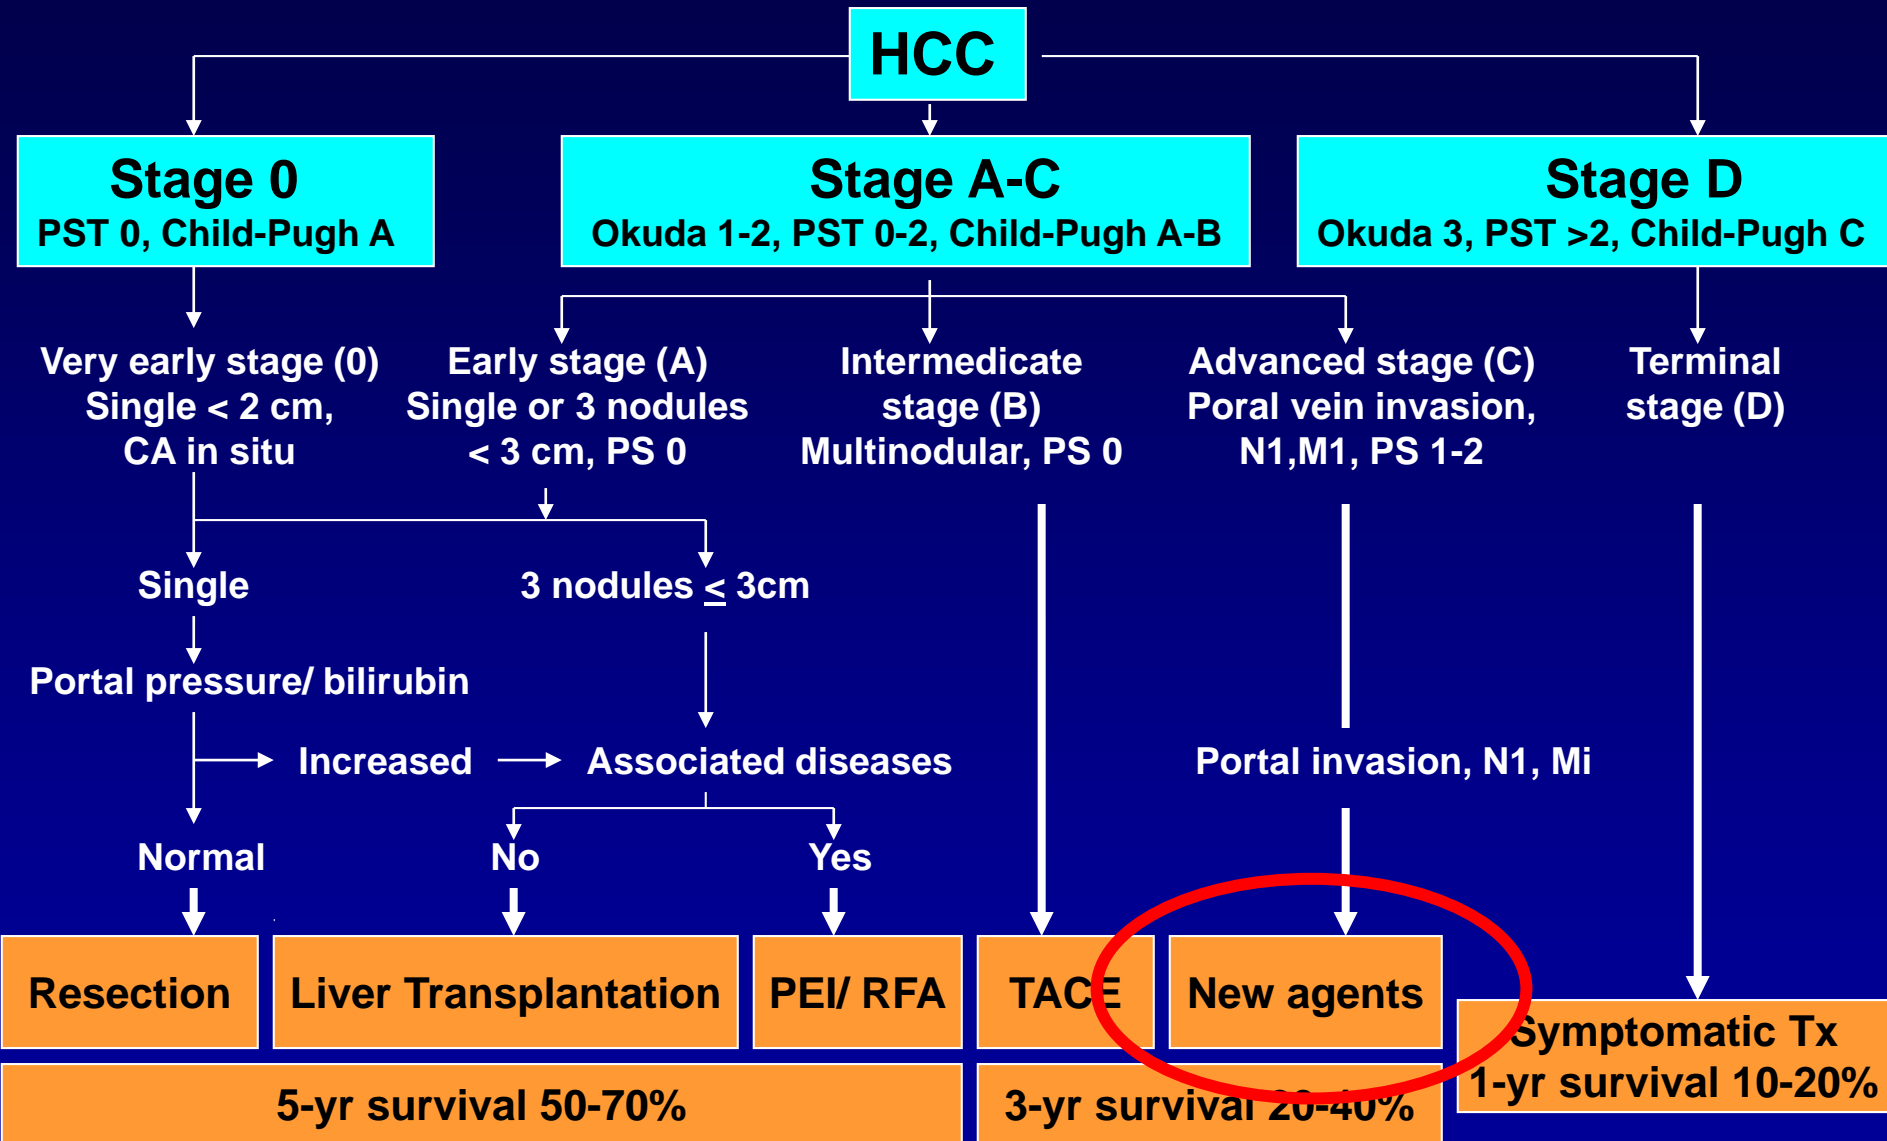 HCC
Stage 0
PST 0, Child-Pugh A
Stage A-C
Okuda 1-2, PST 0-2, Child-Pugh A-B
Stage D
Okuda 3, PST >2, Child-Pugh C
Very early stage (0)
Single < 2 cm,
CA in situ
Early stage (A)
Single or 3 nodules
< 3 cm, PS 0
Intermedicate
stage (B)
Multinodular, PS 0
Advanced stage (C)
Poral vein invasion,
N1,M1, PS 1-2
Terminal
stage (D)
Single
3 nodules ≤ 3cm
Portal pressure/ bilirubin
Increased
Associated diseases
Portal invasion, N1, Mi
Normal
No
Yes
Resection
Liver Transplantation
PEI/ RFA
TACE
New agents
Symptomatic Tx
1-yr survival 10-20%
5-yr survival 50-70%
3-yr survival 20-40%